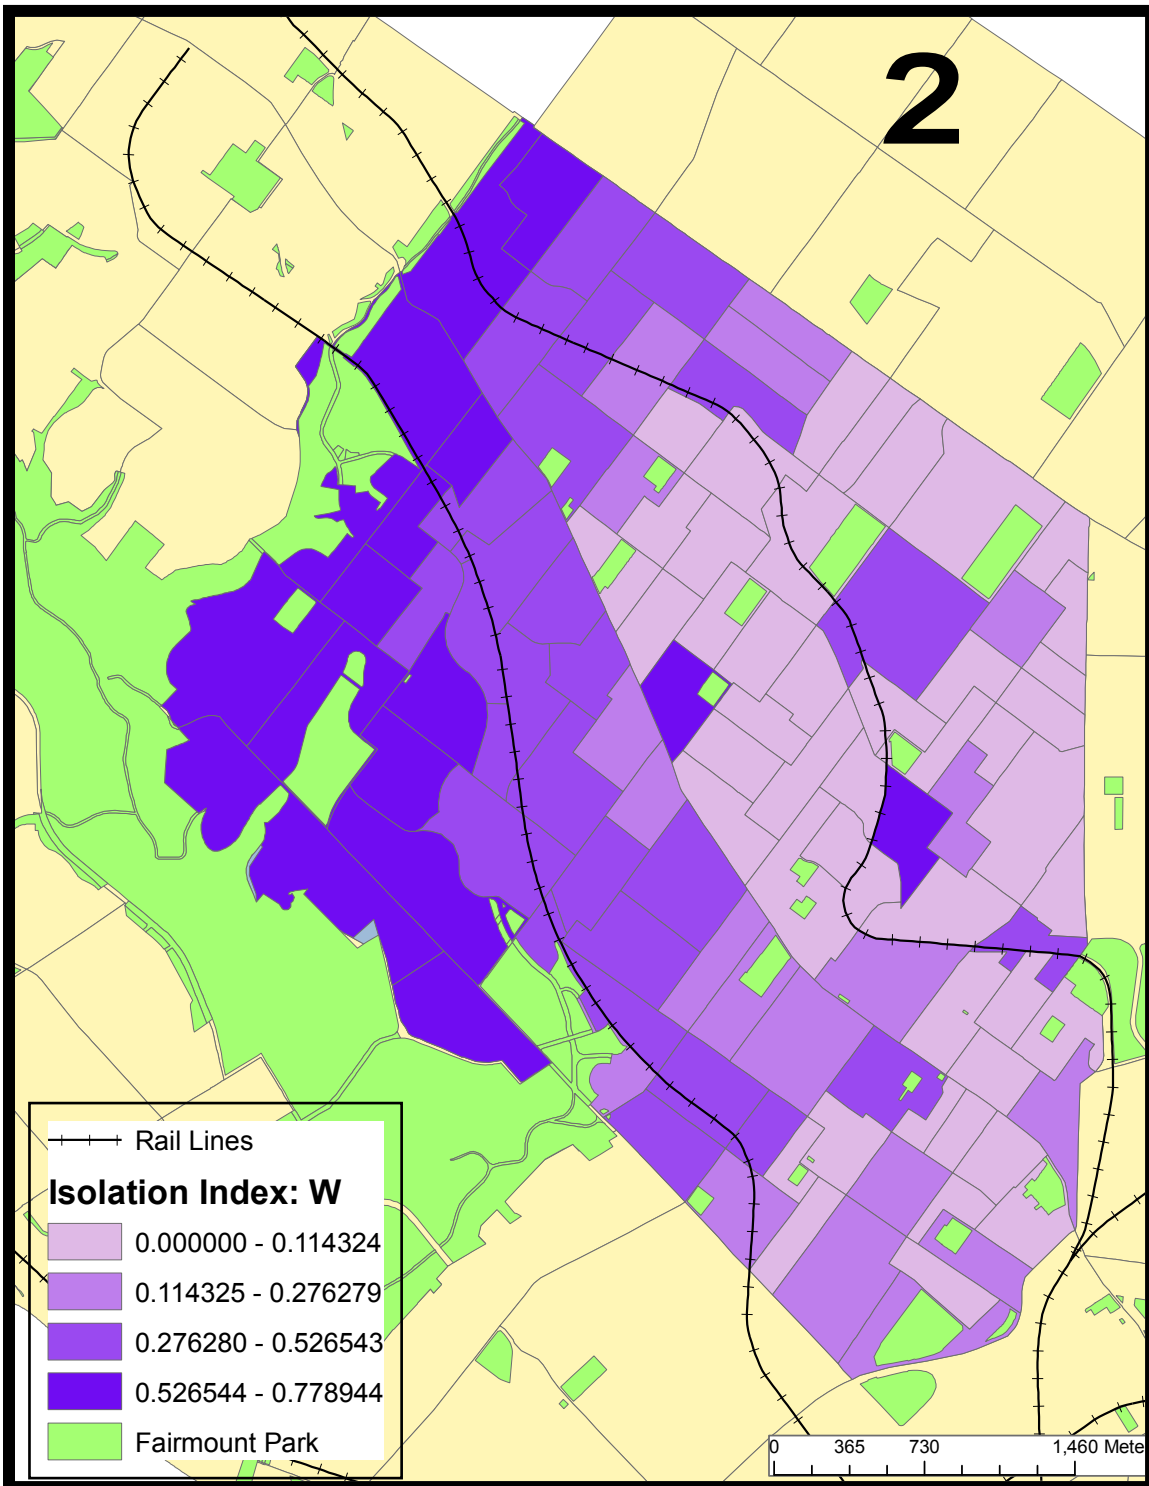 2
Rail Lines
Isolation Index: W
0.000000 - 0.114324
0.114325 - 0.276279
0.276280 - 0.526543
0.526544 - 0.778944
Fairmount Park
0 365 730 1,460 Mete